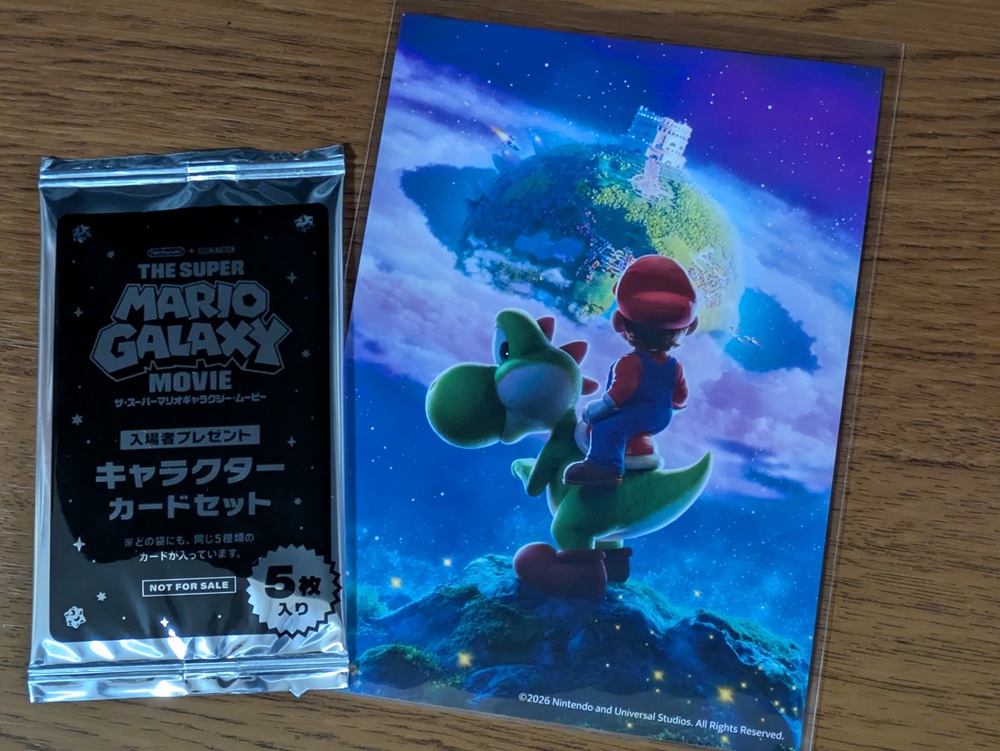 Nintendo + ILLUMINATION
THE SUPER
MARIO
GALAXY
MOVIE
ザ・スーパーマリオギャラクシー・ムービー
入場者プレゼント
キャラクター
カードセット
※どの袋にも、同じ5種類の
カードが入っています。
NOT FOR SALE
5枚
入り
©2026 Nintendo and Universal Studios. All Rights Reserved.